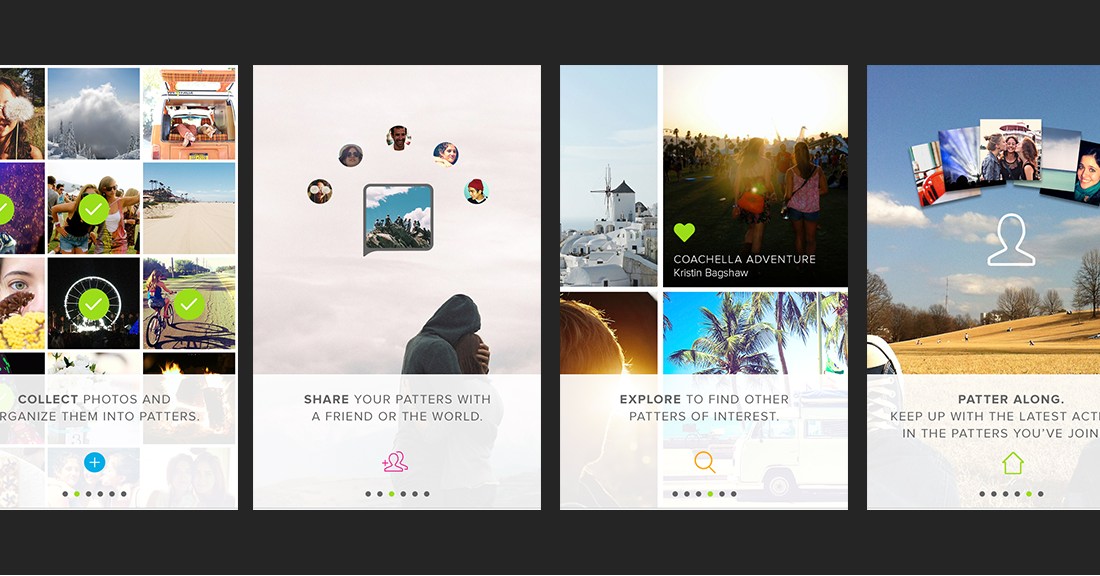 COLLECT PHOTOS AND
RGANIZE THEM INTO PATTERS.
SHARE YOUR PATTERS WITH
A FRIEND OR THE WORLD.
COACHELLA ADVENTURE
Kristin Bagshaw
EXPLORE TO FIND OTHER
PATTERS OF INTEREST.
PATTER ALONG.
KEEP UP WITH THE LATEST ACTI
IN THE PATTERS YOU'VE JOIN